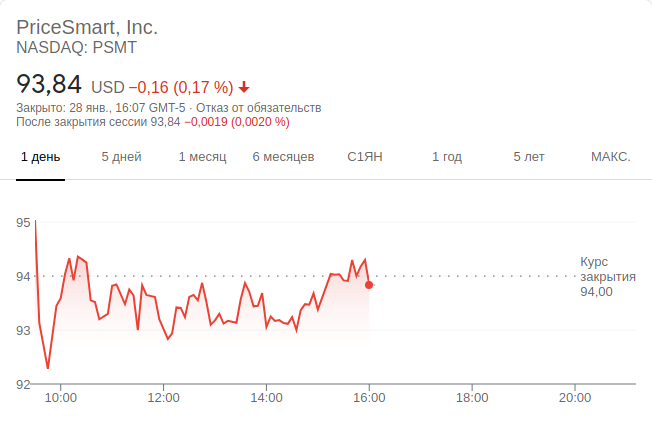 PriceSmart, Inc.
NASDAQ: PSMT
93,84 USD −0,16 (0,17 %)
Закрыто: 28 янв., 16:07 GMT-5 · Отказ от обязательств
После закрытия сессии 93,84 −0,0019 (0,0020 %)
1 день 5 дней 1 месяц 6 месяцев С1ЯН 1 год 5 лет МАКС.
95
Курс
94 закрытия
94,00
93
92
10:00 12:00 14:00 16:00 18:00 20:00